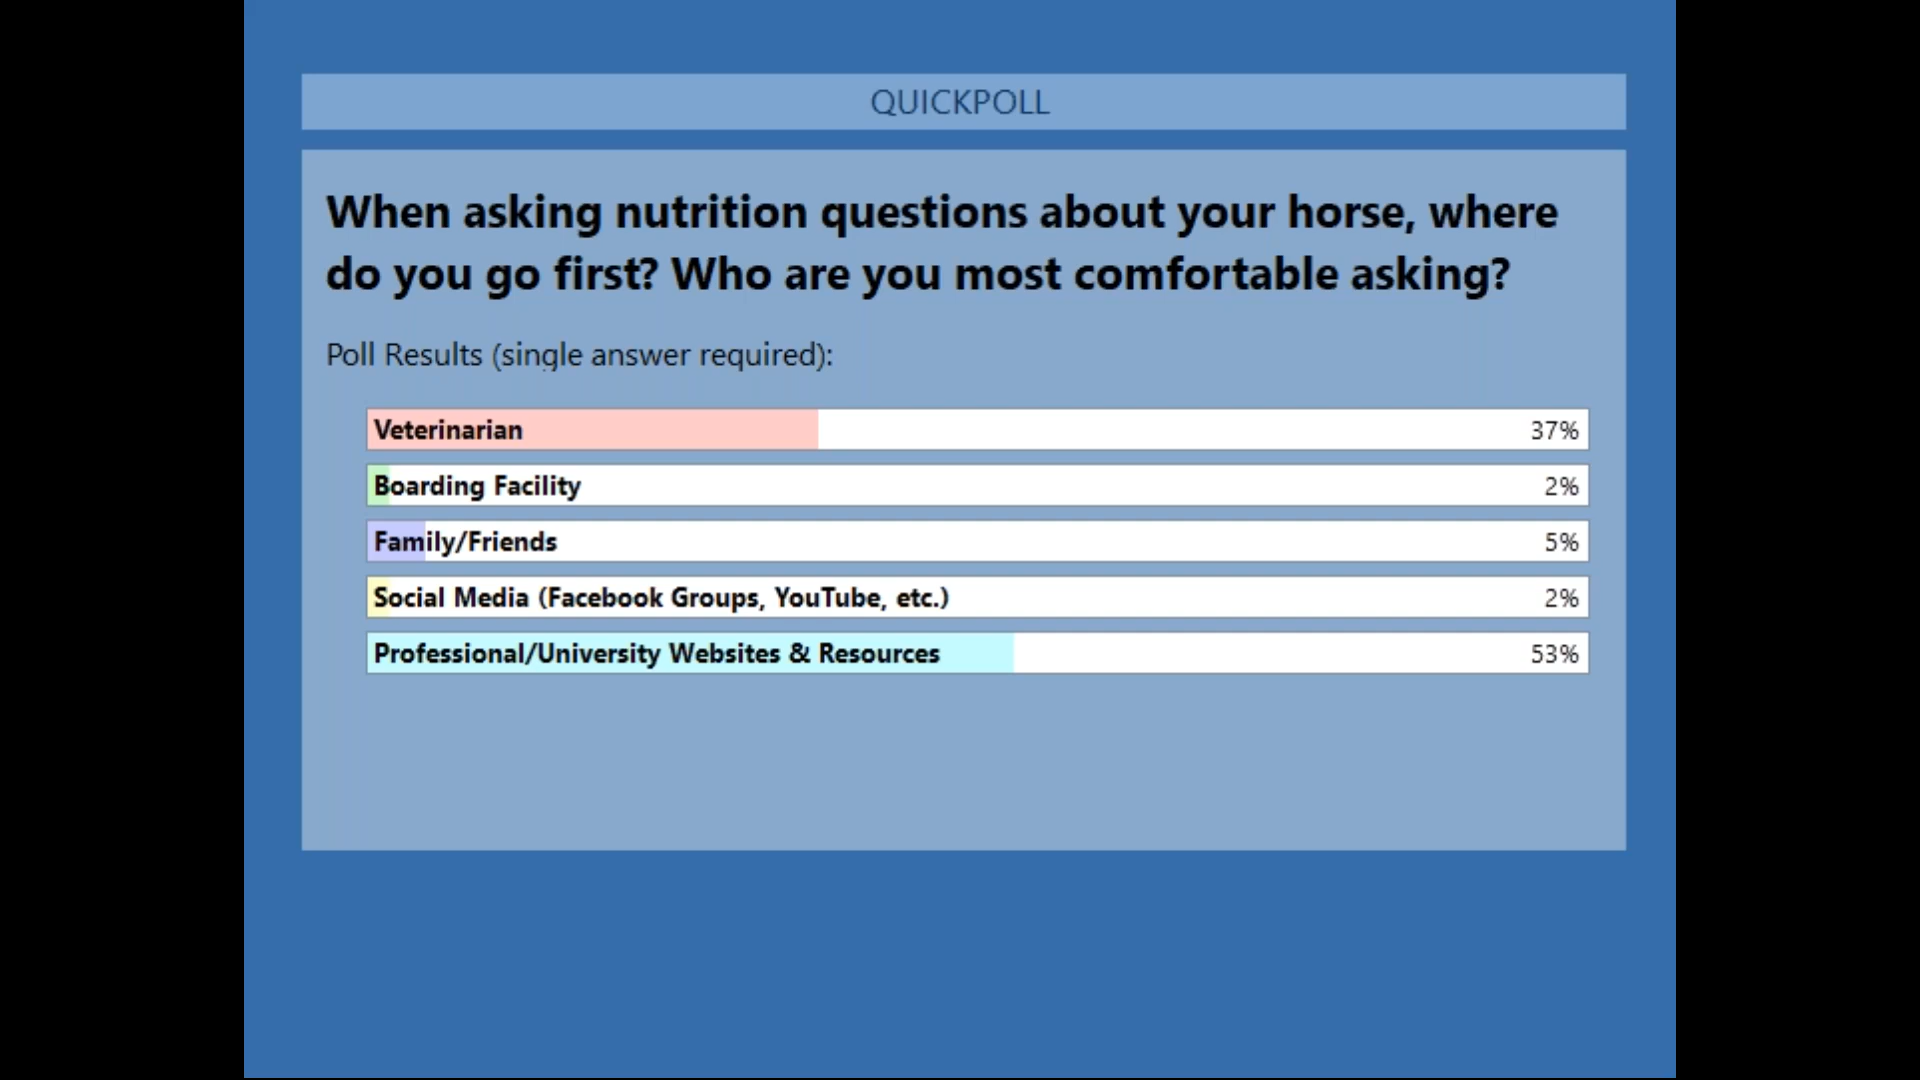 QUICKPOLL
When asking nutrition questions about your horse, where
do you go first? Who are you most comfortable asking?
Poll Results (single answer required):
Veterinarian 37%
Boarding Facility 2%
Family/Friends 5%
Social Media (Facebook Groups, YouTube, etc.) 2%
Professional/University Websites & Resources 53%